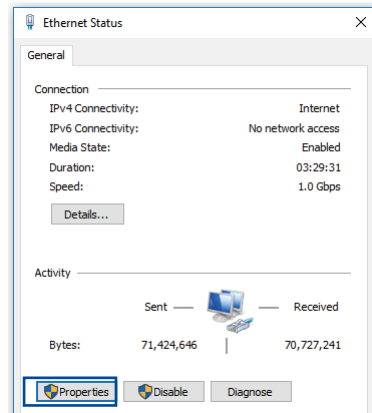 Ethernet Status
General
Connection
IPv4 Connectivity: Internet
IPv6 Connectivity: No network access
Media State: Enabled
Duration: 03:29:31
Speed: 1.0 Gbps
Details...
Activity
Sent Received
Bytes: 71,424,646 70,727,241
Properties Disable Diagnose